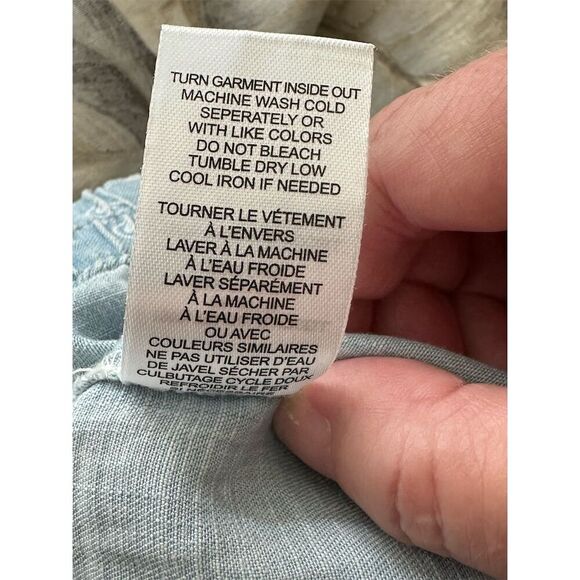 TURN GARMENT INSIDE OUT
MACHINE WASH COLD
SEPERATELY OR
WITH LIKE COLORS
DO NOT BLEACH
TUMBLE DRY LOW
COOL IRON IF NEEDED
TOURNER LE VÉTEMENT
À L'ENVERS
LAVER À LA MACHINE
À L'EAU FROIDE
LAVER SÉPARÉMENT
À LA MACHINE
À L'EAU FROIDE
OU AVEC
COULEURS SIMILAIRES
NE PAS UTILISER D'EAU
DE JAVEL SÉCHER PAR
CULBUTAGE CYCLE DOUX
REFROIDIR LE FER